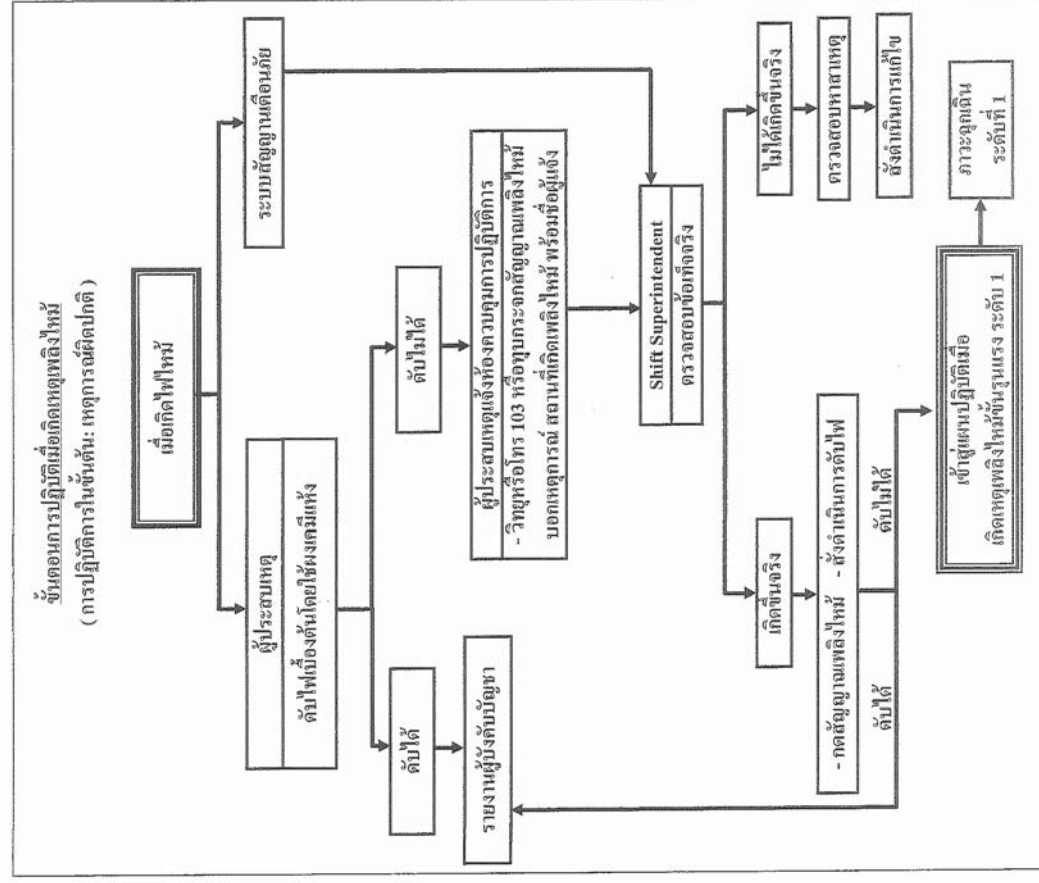 ขั้นตอนการปฏิบัติเมื่อเกิดเหตุเพลิงไหม้
( การปฏิบัติการในขั้นต้น: เหตุการณ์ผิดปกติ )
เมื่อเกิดไฟไหม้
ผู้ประสบเหตุ
ดับไฟเบื้องต้นโดยใช้ผงเคมีแห้ง
ระบบสัญญาณเตือนภัย
ดับได้
ดับไม่ได้
รายงานผู้บังคับบัญชา
ผู้ประสบเหตุแจ้งห้องควบคุมการปฏิบัติการ
- วิทยุหรือโทร 103 หรือทุบกระจกสัญญาณเพลิงไหม้
บอกเหตุการณ์ สถานที่เกิดเพลิงไหม้ พร้อมชื่อผู้แจ้ง
Shift Superintendent
ตรวจสอบข้อเท็จจริง
เกิดขึ้นจริง
ไม่ได้เกิดขึ้นจริง
- กดสัญญาณเพลิงไหม้ - สั่งดำเนินการดับไฟ
ตรวจสอบหาสาเหตุ
ดับได้
ดับไม่ได้
สั่งดำเนินการแก้ไข
เข้าสู่แผนปฏิบัติเมื่อ
เกิดเหตุเพลิงไหม้ขั้นรุนแรง ระดับ 1
ภาวะฉุกเฉิน
ระดับที่ 1